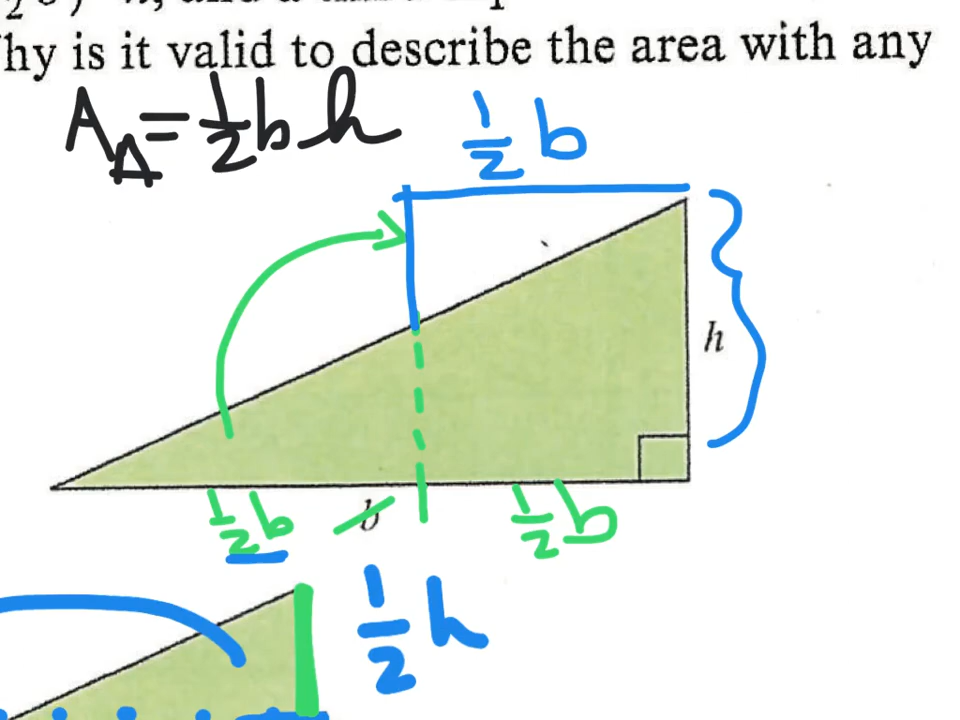 hy is it valid to describe the area with any
A△ = ½bh
½b
h
½b b ½b
½h